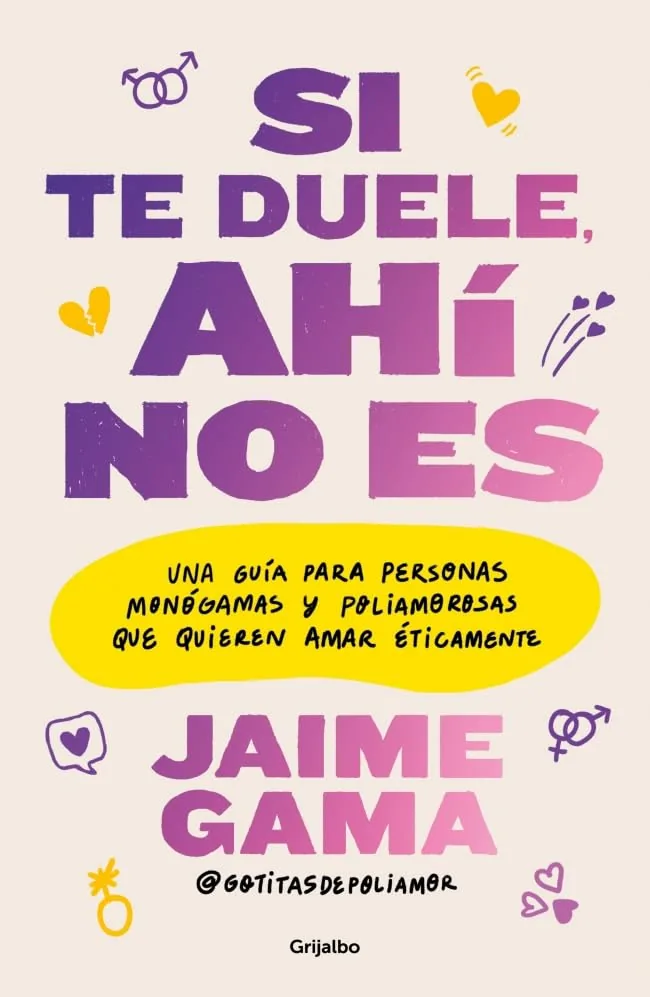 SI
TE DUELE,
AHÍ
NO ES
UNA GUÍA PARA PERSONAS
MONÓGAMAS Y POLIAMOROSAS
QUE QUIEREN AMAR ÉTICAMENTE
JAIME
GAMA
@GOTITASDEPOLIAMOR
Grijalbo